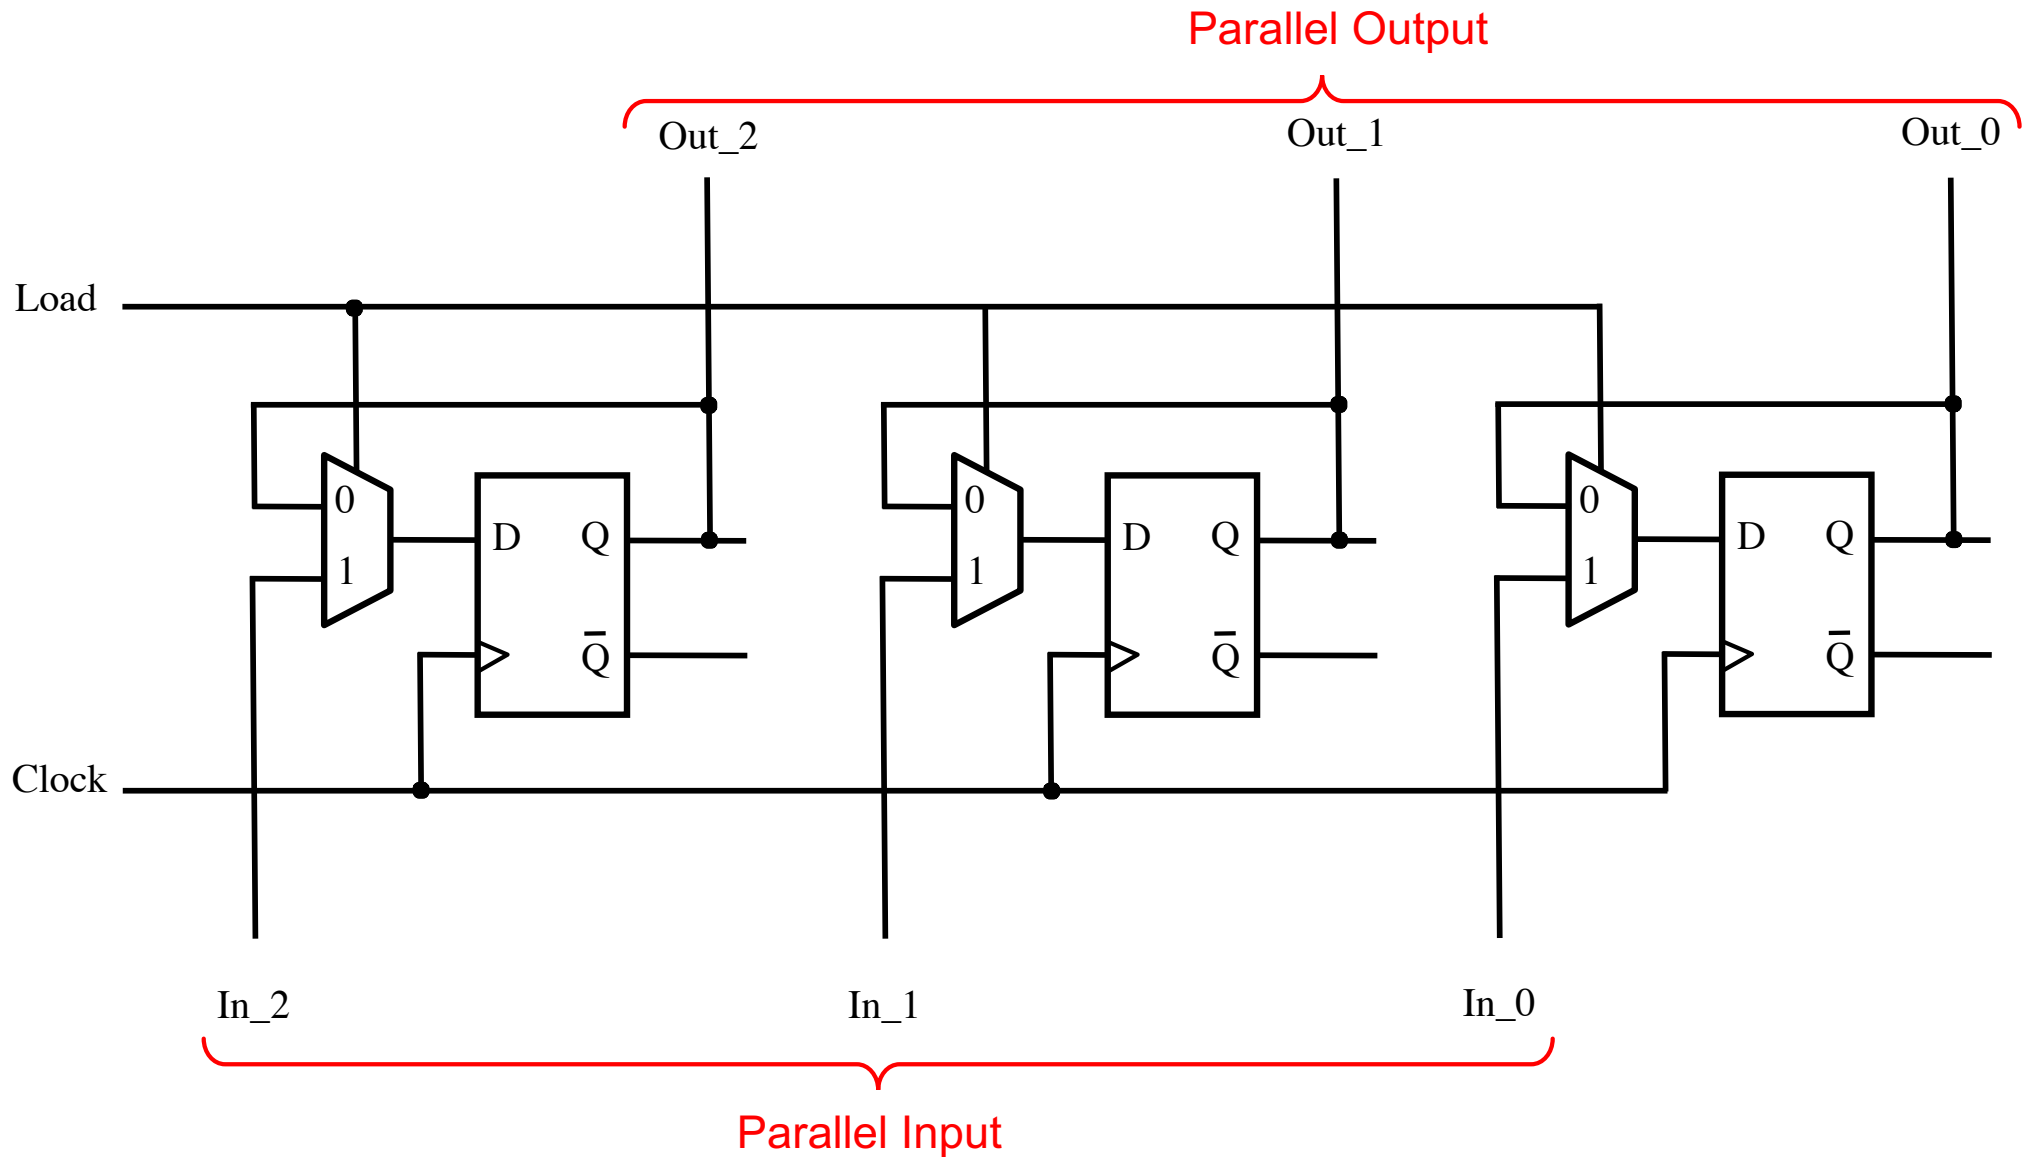 Parallel Output
Out_2 Out_1 Out_0
Load
0 0 0
D Q D Q D Q
1 1 1
Q̅ Q̅ Q̅
Clock
In_2 In_1 In_0
Parallel Input